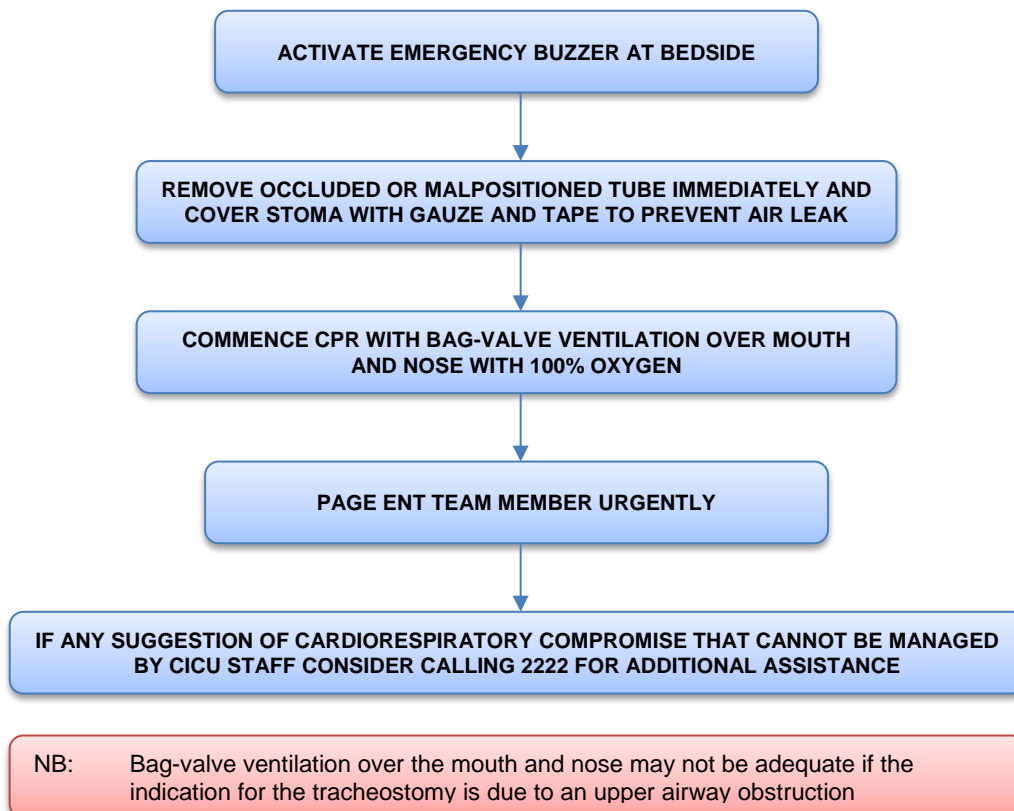 ACTIVATE EMERGENCY BUZZER AT BEDSIDE
REMOVE OCCLUDED OR MALPOSITIONED TUBE IMMEDIATELY AND
COVER STOMA WITH GAUZE AND TAPE TO PREVENT AIR LEAK
COMMENCE CPR WITH BAG-VALVE VENTILATION OVER MOUTH
AND NOSE WITH 100% OXYGEN
PAGE ENT TEAM MEMBER URGENTLY
IF ANY SUGGESTION OF CARDIORESPIRATORY COMPROMISE THAT CANNOT BE MANAGED
BY CICU STAFF CONSIDER CALLING 2222 FOR ADDITIONAL ASSISTANCE
NB: Bag-valve ventilation over the mouth and nose may not be adequate if the
indication for the tracheostomy is due to an upper airway obstruction